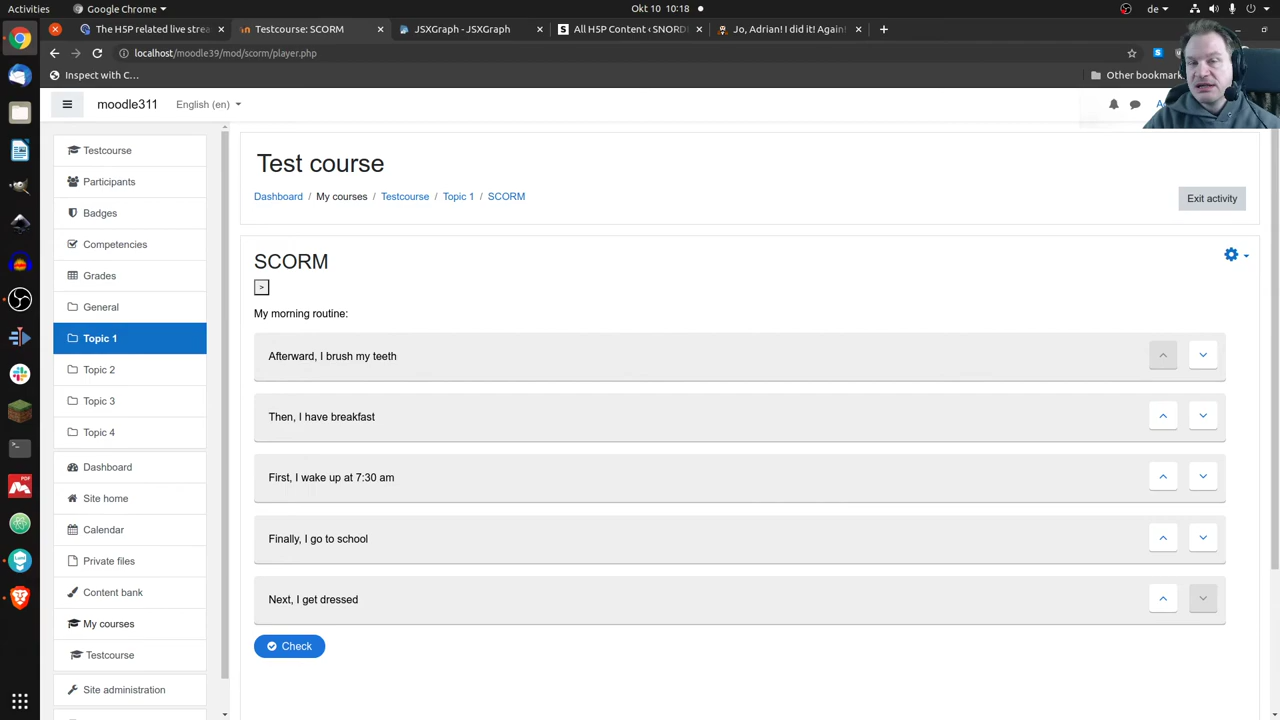 Activities
Okt 10 10:18
de
The H5P related live strea
Testcourse: SCORM
JSXGraph - JSXGraph
All H5P Content ‹ SNORD
Jo, Adrian! I did it! Again!
localhost/moodle39/mod/scorm/player.php
Inspect with C...
Other bookmark
moodle311
English (en)
Testcourse
Participants
Badges
Competencies
Grades
General
Topic 1
Topic 2
Topic 3
Topic 4
Dashboard
Site home
Calendar
Private files
Content bank
My courses
Testcourse
Site administration
Test course
Dashboard / My courses / Testcourse / Topic 1 / SCORM
Exit activity
SCORM
>
My morning routine:
Afterward, I brush my teeth
Then, I have breakfast
First, I wake up at 7:30 am
Finally, I go to school
Next, I get dressed
Check